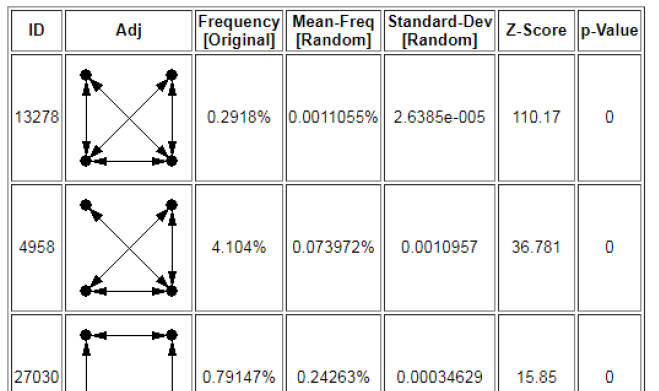 ID Adj Frequency [Original] Mean-Freq [Random] Standard-Dev [Random] Z-Score p-Value
13278 0.2918% 0.0011055% 2.6385e-005 110.17 0
4958 4.104% 0.073972% 0.0010957 36.781 0
27030 0.79147% 0.24263% 0.00034629 15.85 0